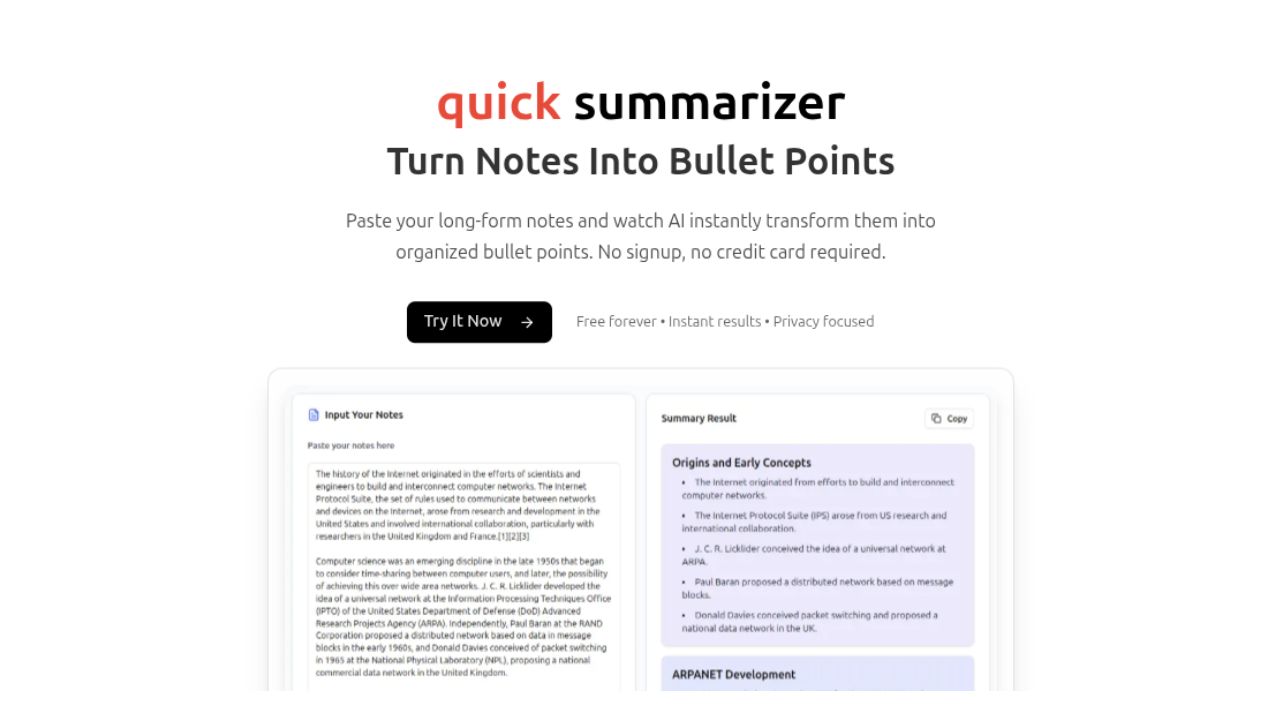 quick summarizer
Turn Notes Into Bullet Points
Paste your long-form notes and watch AI instantly transform them into
organized bullet points. No signup, no credit card required.
Try It Now →
Free forever • Instant results • Privacy focused
Input Your Notes
Paste your notes here
The history of the Internet originated in the efforts of scientists and
engineers to build and interconnect computer networks. The Internet
Protocol Suite, the set of rules used to communicate between networks
and devices on the Internet, arose from research and development in the
United States and involved international collaboration, particularly with
researchers in the United Kingdom and France.[1][2][3]
Computer science was an emerging discipline in the late 1950s that began
to consider time-sharing between computer users, and later, the possibility
of achieving this over wide area networks. J. C. R. Licklider developed the
idea of a universal network at the Information Processing Techniques Office
(IPTO) of the United States Department of Defense (DoD) Advanced
Research Projects Agency (ARPA). Independently, Paul Baran at the RAND
Corporation proposed a distributed network based on data in message
blocks in the early 1960s, and Donald Davies conceived of packet switching
in 1965 at the National Physical Laboratory (NPL), proposing a national
commercial data network in the United Kingdom.
Summary Result
Copy
Origins and Early Concepts
• The Internet originated from efforts to build and interconnect
computer networks.
• The Internet Protocol Suite (IPS) arose from US research and
international collaboration.
• J. C. R. Licklider conceived the idea of a universal network at
ARPA.
• Paul Baran proposed a distributed network based on message
blocks.
• Donald Davies conceived packet switching and proposed a
national data network in the UK.
ARPANET Development